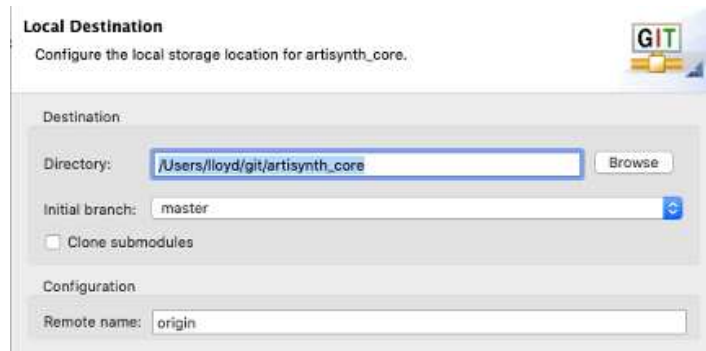 Local Destination
Configure the local storage location for artisynth_core.
GIT
Destination
Directory: /Users/lloyd/git/artisynth_core Browse
Initial branch: master
Clone submodules
Configuration
Remote name: origin